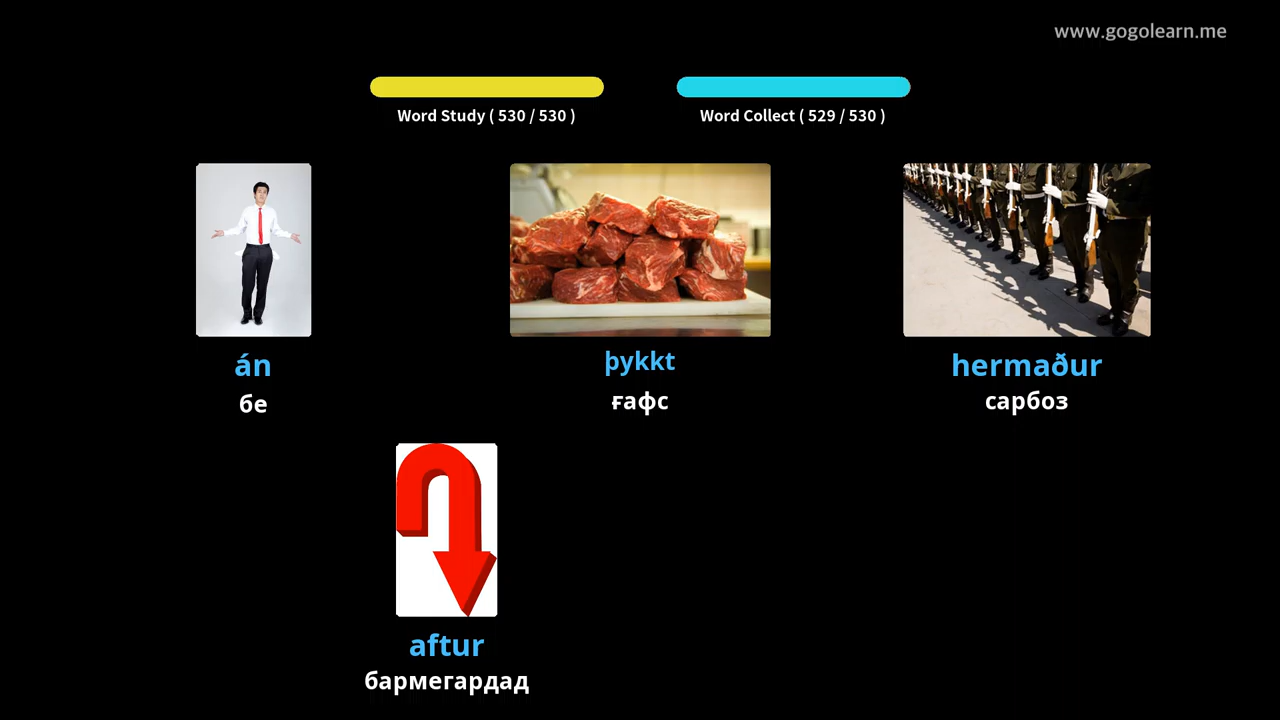 www.gogolearn.me
Word Study ( 530 / 530 )
Word Collect ( 529 / 530 )
án
бе
þykkt
ғафс
hermaður
сарбоз
aftur
бармегардад